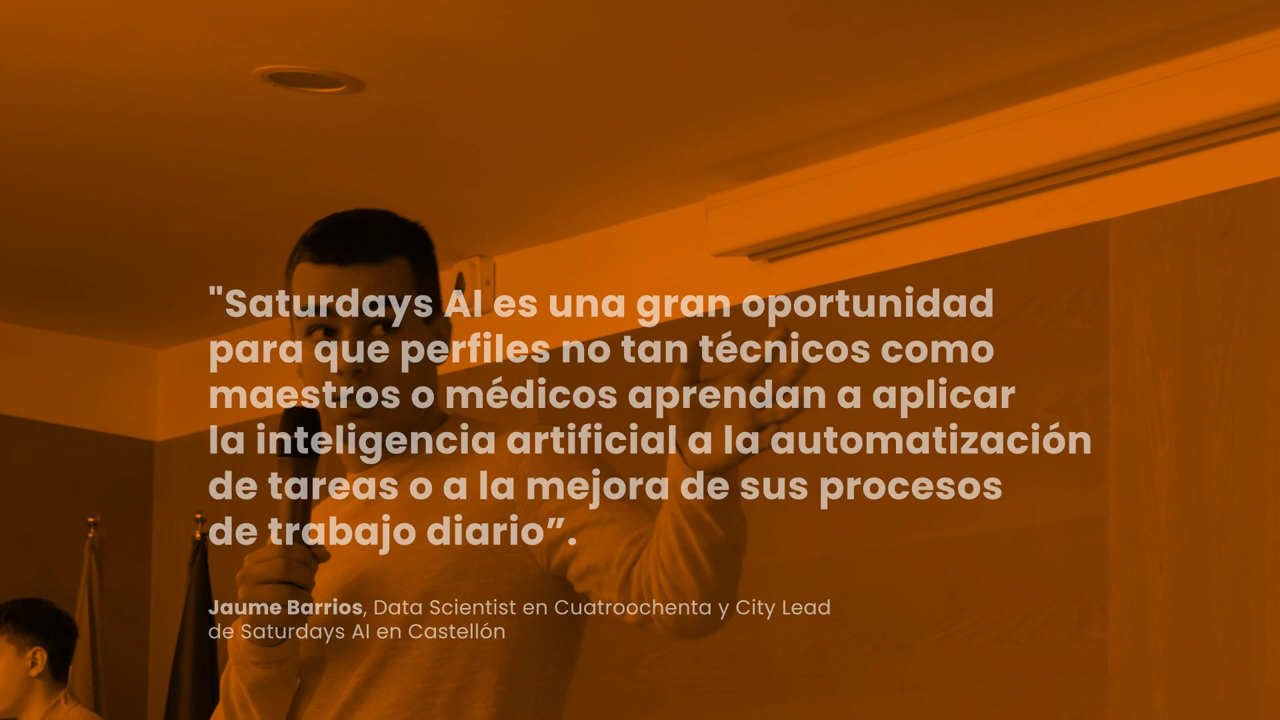 "Saturdays AI es una gran oportunidad
para que perfiles no tan técnicos como
maestros o médicos aprendan a aplicar
la inteligencia artificial a la automatización
de tareas o a la mejora de sus procesos
de trabajo diario”.
Jaume Barrios, Data Scientist en Cuatroochenta y City Lead
de Saturdays AI en Castellón